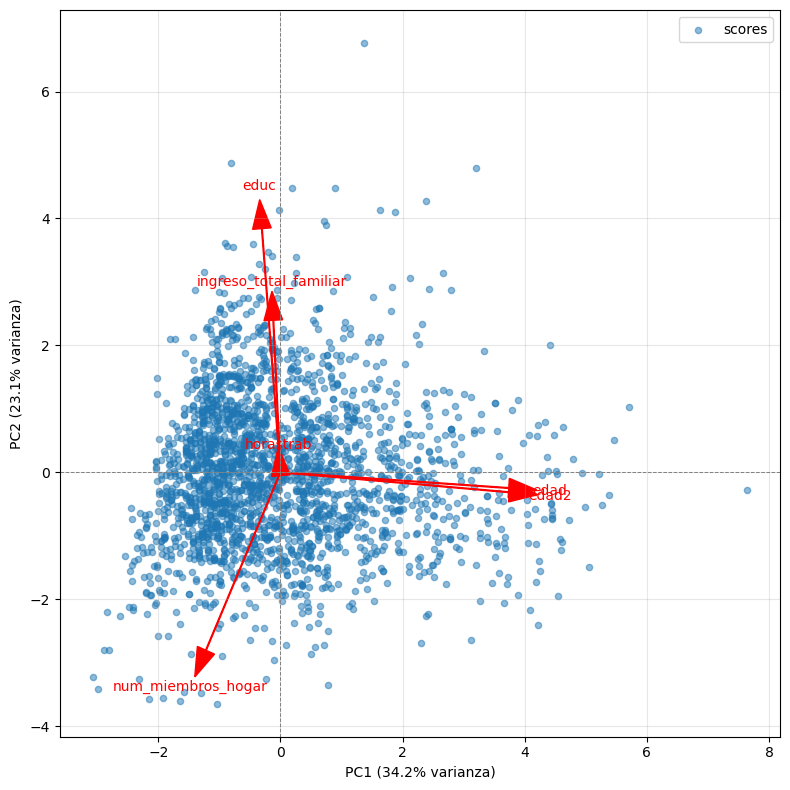 scores
6
educ
4
ingreso_total_familiar
2
horastrab
0
edad
edad2
−2
num_miembros_hogar
−4
PC2 (23.1% varianza)
−2
0
2
4
6
8
PC1 (34.2% varianza)